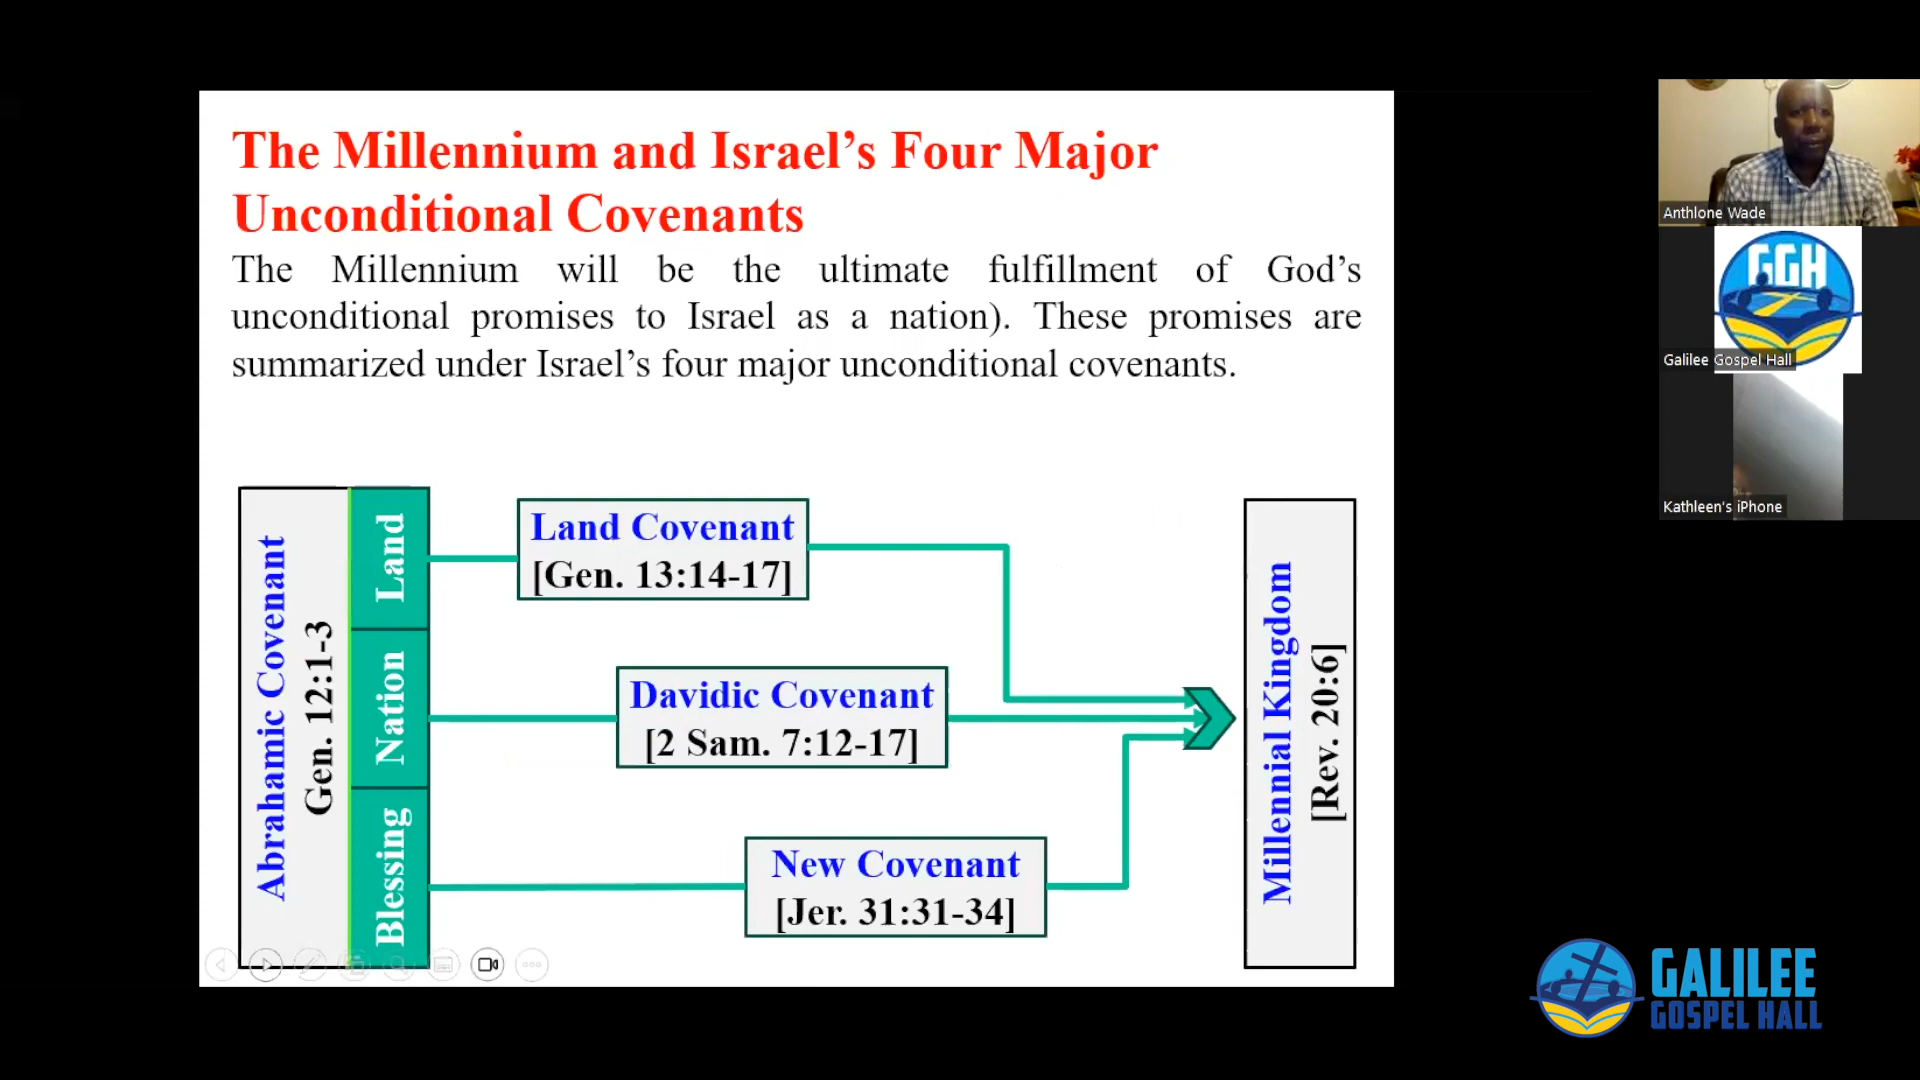 The Millennium and Israel’s Four Major
Unconditional Covenants
The Millennium will be the ultimate fulfillment of God’s
unconditional promises to Israel as a nation). These promises are
summarized under Israel’s four major unconditional covenants.
Abrahamic Covenant
Gen. 12:1-3
Land
Nation
Blessing
Land Covenant
[Gen. 13:14-17]
Davidic Covenant
[2 Sam. 7:12-17]
New Covenant
[Jer. 31:31-34]
Millennial Kingdom
[Rev. 20:6]
Anthlone Wade
GGH
Galilee Gospel Hall
Kathleen's iPhone
GALILEE
GOSPEL HALL